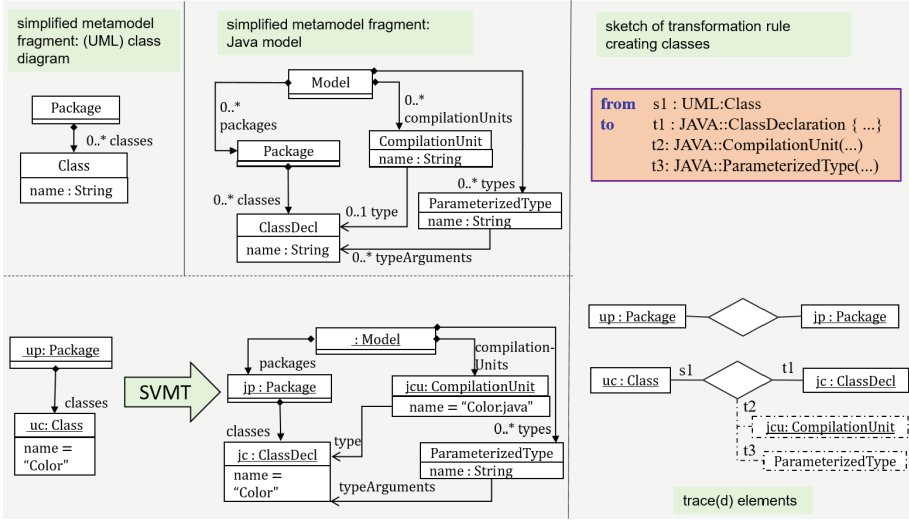 simplified metamodel
fragment: (UML) class
diagram
Package
0..* classes
Class
name : String
simplified metamodel fragment:
Java model
Model
0..*
packages
0..*
compilationUnits
Package
CompilationUnit
name : String
0..* classes
0..* types
ParameterizedType
name : String
0..1 type
ClassDecl
name : String
0..* typeArguments
sketch of transformation rule
creating classes
from s1 : UML:Class
to t1 : JAVA::ClassDeclaration { ...}
t2: JAVA::CompilationUnit(...)
t3: JAVA::ParameterizedType(...)
up: Package
classes
uc: Class
name =
“Color”
SVMT
: Model
packages
compilation-
Units
jp : Package
jcu: CompilationUnit
name = “Color.java”
classes
type
0..* types
jc : ClassDecl
name =
“Color”
ParameterizedType
name : String
typeArguments
up : Package
jp : Package
uc : Class
s1
t1
jc : ClassDecl
t2
jcu: CompilationUnit
t3
ParameterizedType
trace(d) elements